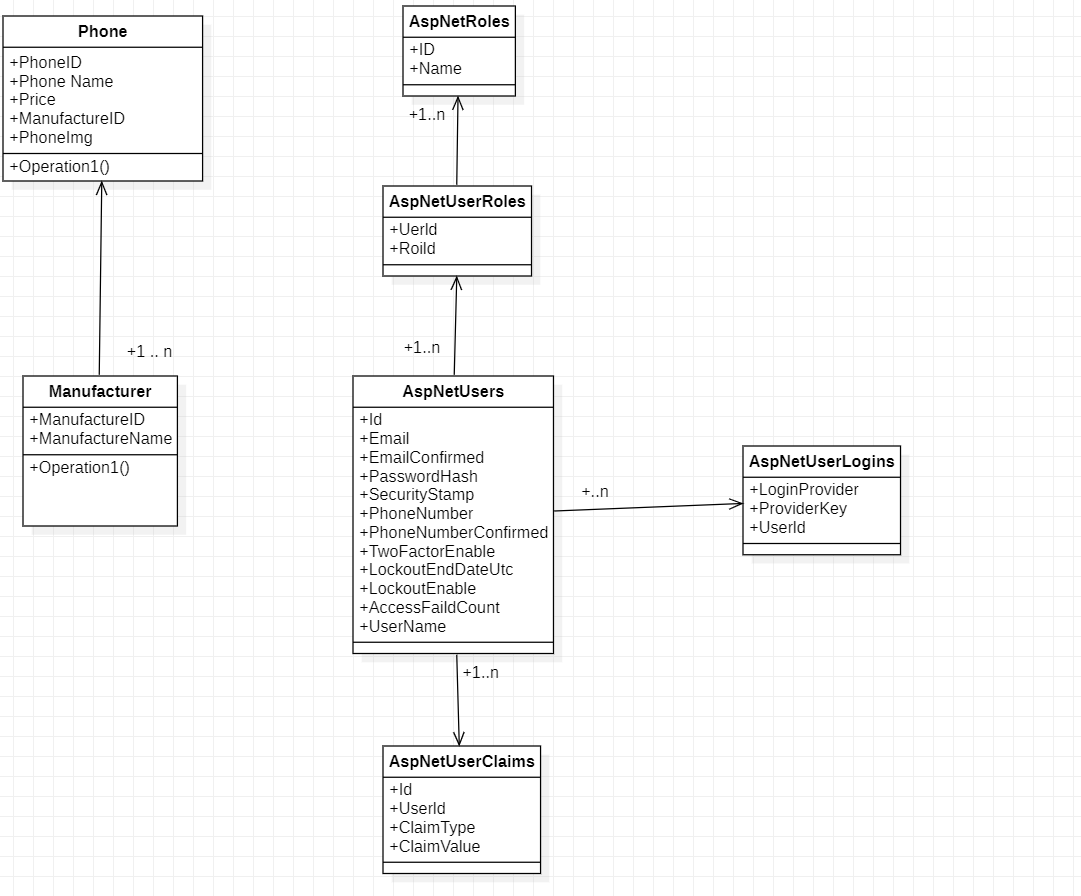 Phone
+PhoneID
+Phone Name
+Price
+ManufactureID
+PhoneImg
+Operation1()
+1 .. n
Manufacturer
+ManufactureID
+ManufactureName
+Operation1()
AspNetRoles
+ID
+Name
+1..n
AspNetUserRoles
+UerId
+RoiId
+1..n
AspNetUsers
+Id
+Email
+EmailConfirmed
+PasswordHash
+SecurityStamp
+PhoneNumber
+PhoneNumberConfirmed
+TwoFactorEnable
+LockoutEndDateUtc
+LockoutEnable
+AccessFaildCount
+UserName
+..n
AspNetUserLogins
+LoginProvider
+ProviderKey
+UserId
+1..n
AspNetUserClaims
+Id
+UserId
+ClaimType
+ClaimValue